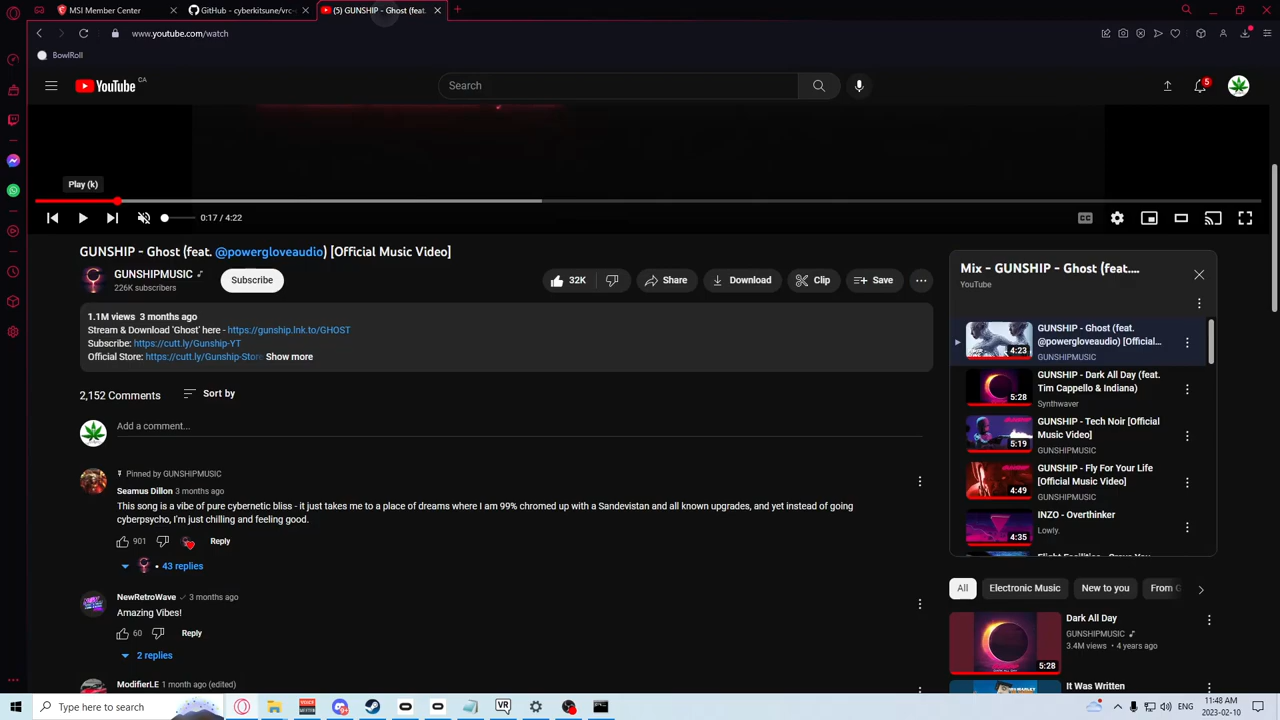 MSI Member Center
GitHub - cyberkitsune/vrc-
(5) GUNSHIP - Ghost (feat.
www.youtube.com/watch
BowlRoll
YouTube
CA
Search
5
Play (k)
0:17 / 4:22
CC
GUNSHIP - Ghost (feat. @powergloveaudio) [Official Music Video]
GUNSHIPMUSIC
226K subscribers
Subscribe
32K
Share
Download
Clip
Save
1.1M views 3 months ago
Stream & Download 'Ghost' here - https://gunship.lnk.to/GHOST
Subscribe: https://cutt.ly/Gunship-YT
Official Store: https://cutt.ly/Gunship-Store Show more
2,152 Comments
Sort by
Add a comment...
Pinned by GUNSHIPMUSIC
Seamus Dillon 3 months ago
This song is a vibe of pure cybernetic bliss - it just takes me to a place of dreams where I am 99% chromed up with a Sandevistan and all known upgrades, and yet instead of going
cyberpsycho, I'm just chilling and feeling good.
901
Reply
43 replies
NewRetroWave 3 months ago
Amazing Vibes!
60
Reply
2 replies
ModifierLE 1 month ago (edited)
Mix - GUNSHIP - Ghost (feat....
YouTube
4:23
GUNSHIP - Ghost (feat.
@powergloveaudio) [Official...
GUNSHIPMUSIC
5:28
GUNSHIP - Dark All Day (feat.
Tim Cappello & Indiana)
Synthwaver
5:19
GUNSHIP - Tech Noir [Official
Music Video]
GUNSHIPMUSIC
4:49
GUNSHIP - Fly For Your Life
[Official Music Video]
GUNSHIPMUSIC
4:35
INZO - Overthinker
Lowly.
All
Electronic Music
New to you
From
5:28
Dark All Day
GUNSHIPMUSIC
3.4M views • 4 years ago
It Was Written
Type here to search
VR
ENG
11:48 AM
2023-02-10